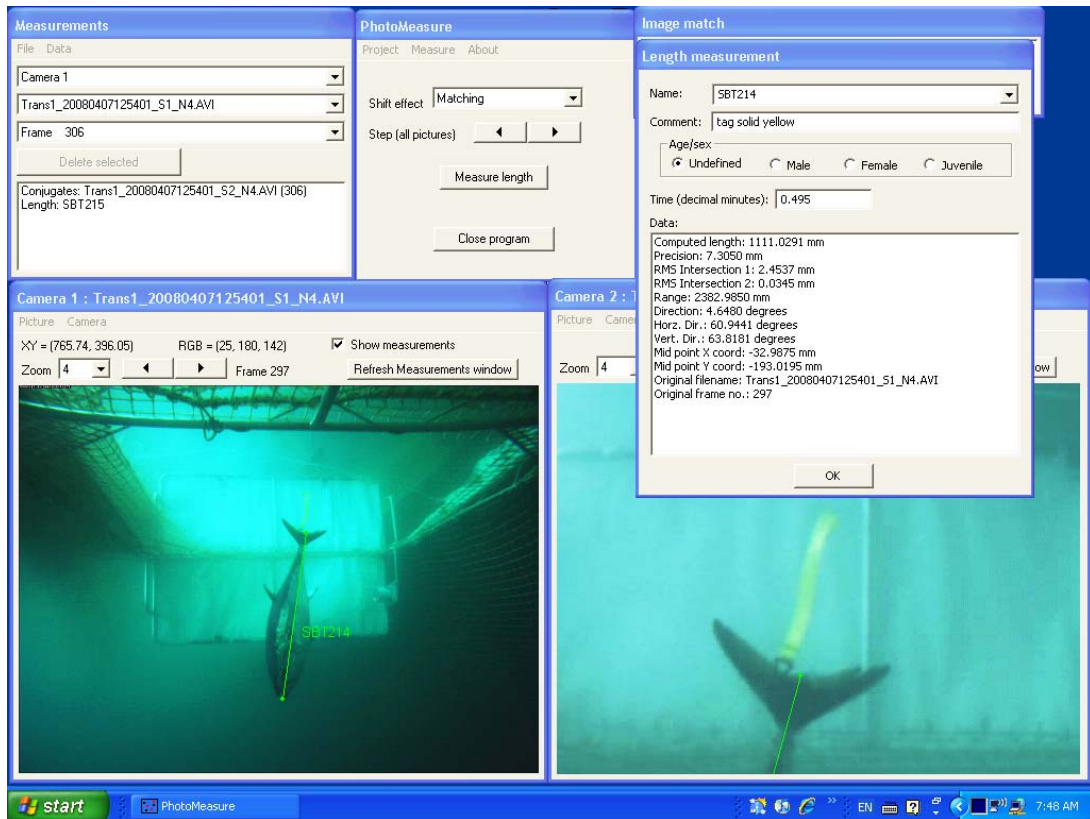 Measurements
File Data
Camera 1
Trans1_20080407125401_S1_N4.AVI
Frame 306
Delete selected
Conjugates: Trans1_20080407125401_S2_N4.AVI (306)
Length: SBT215
PhotoMeasure
Project Measure About
Shift effect Matching
Step (all pictures)
Measure length
Close program
Image match
Length measurement
Name: SBT214
Comment: tag solid yellow
Age/sex
Undefined Male Female Juvenile
Time (decimal minutes): 0.495
Data:
Computed length: 1111.0291 mm
Precision: 7.3050 mm
RMS Intersection 1: 2.4537 mm
RMS Intersection 2: 0.0345 mm
Range: 2382.9850 mm
Direction: 4.6480 degrees
Horz. Dir.: 60.9441 degrees
Vert. Dir.: 63.8181 degrees
Mid point X coord: -32.9875 mm
Mid point Y coord: -193.0195 mm
Original filename: Trans1_20080407125401_S1_N4.AVI
Original frame no.: 297
OK
Camera 1 : Trans1_20080407125401_S1_N4.AVI
Picture Camera
XY = (765.74, 396.05) RGB = (25, 180, 142) Show measurements
Zoom 4 Frame 297 Refresh Measurements window
SBT214
Camera 2 : T
Picture Camer
Zoom 4
ow
start PhotoMeasure EN 7:48 AM